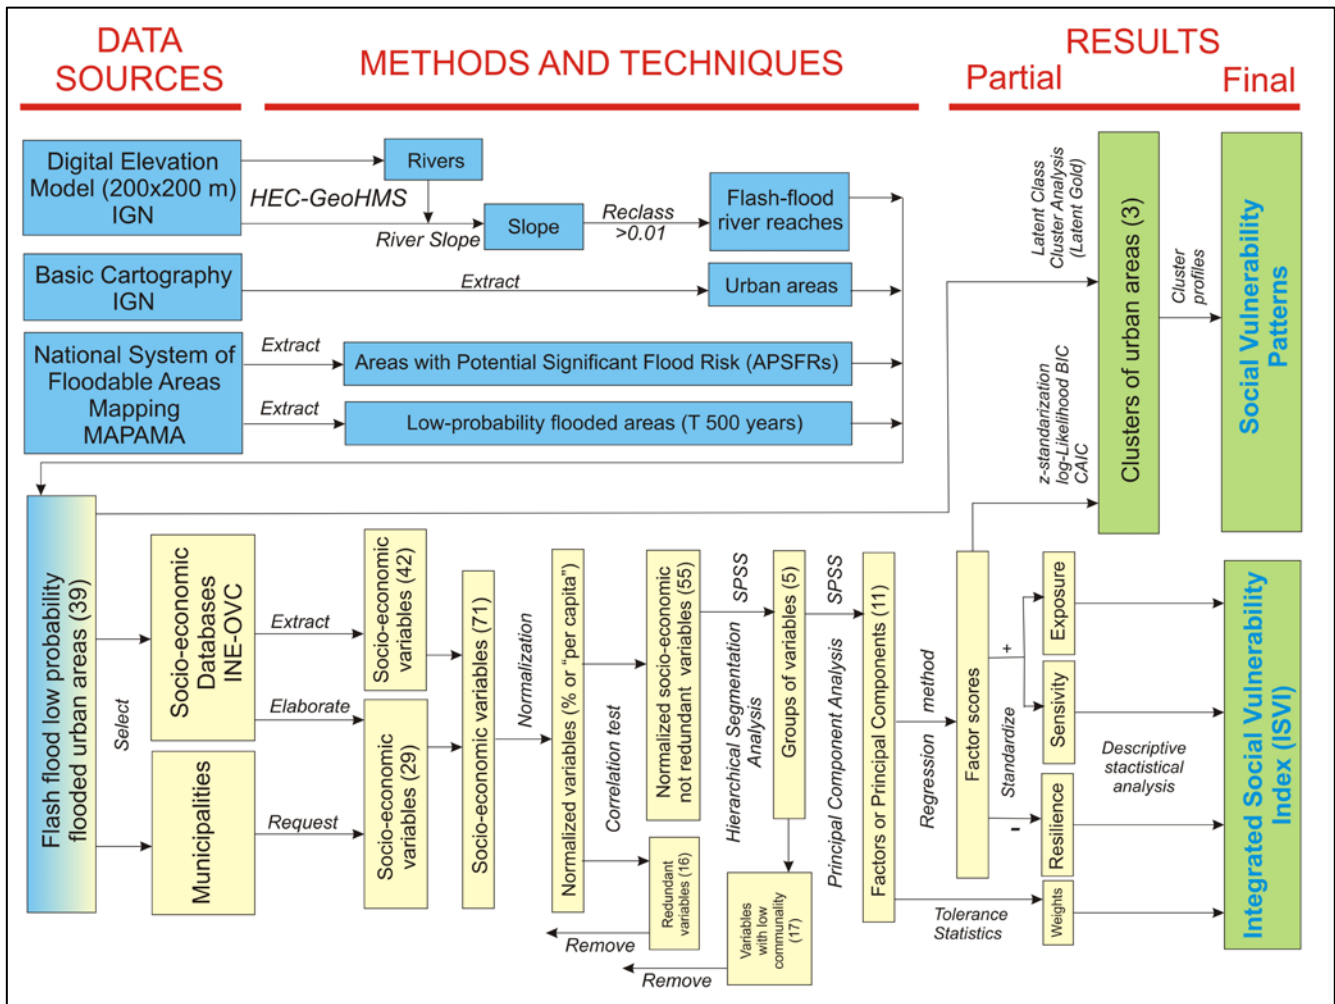 DATA
SOURCES
METHODS AND TECHNIQUES
RESULTS
Partial
Final
Digital Elevation
Model (200x200 m)
IGN
Rivers
HEC-GeoHMS
River Slope
Slope
Reclass
>0.01
Flash-flood
river reaches
Basic Cartography
IGN
Extract
Urban areas
National System of
Floodable Areas
Mapping
MAPAMA
Extract
Areas with Potential Significant Flood Risk (APSFRs)
Extract
Low-probability flooded areas (T 500 years)
Latent Class
Cluster Analysis
(Latent Gold)
z-standarization
log-Likelihood BIC
CAIC
Clusters of urban areas (3)
Cluster
profiles
Social Vulnerability
Patterns
Flash flood low probability
flooded urban areas (39)
Select
Socio-economic
Databases
INE-OVC
Municipalities
Extract
Elaborate
Request
Socio-economic
variables (42)
Socio-economic
variables (29)
Socio-economic variables (71)
Normalization
Normalized variables (% or “per capita”)
Correlation test
Normalized socio-economic
not redundant variables (55)
Redundant
variables (16)
Remove
SPSS
Hierarchical Segmentation
Analysis
Groups of variables (5)
Variables
with low
communality
(17)
Remove
SPSS
Principal Component Analysis
Factors or Principal Components (11)
Regression method
Factor scores
Standardize
+
-
Exposure
Sensivity
Resilience
Tolerance
Statistics
Weights
Descriptive
stactistical
analysis
Integrated Social Vulnerability
Index (ISVI)